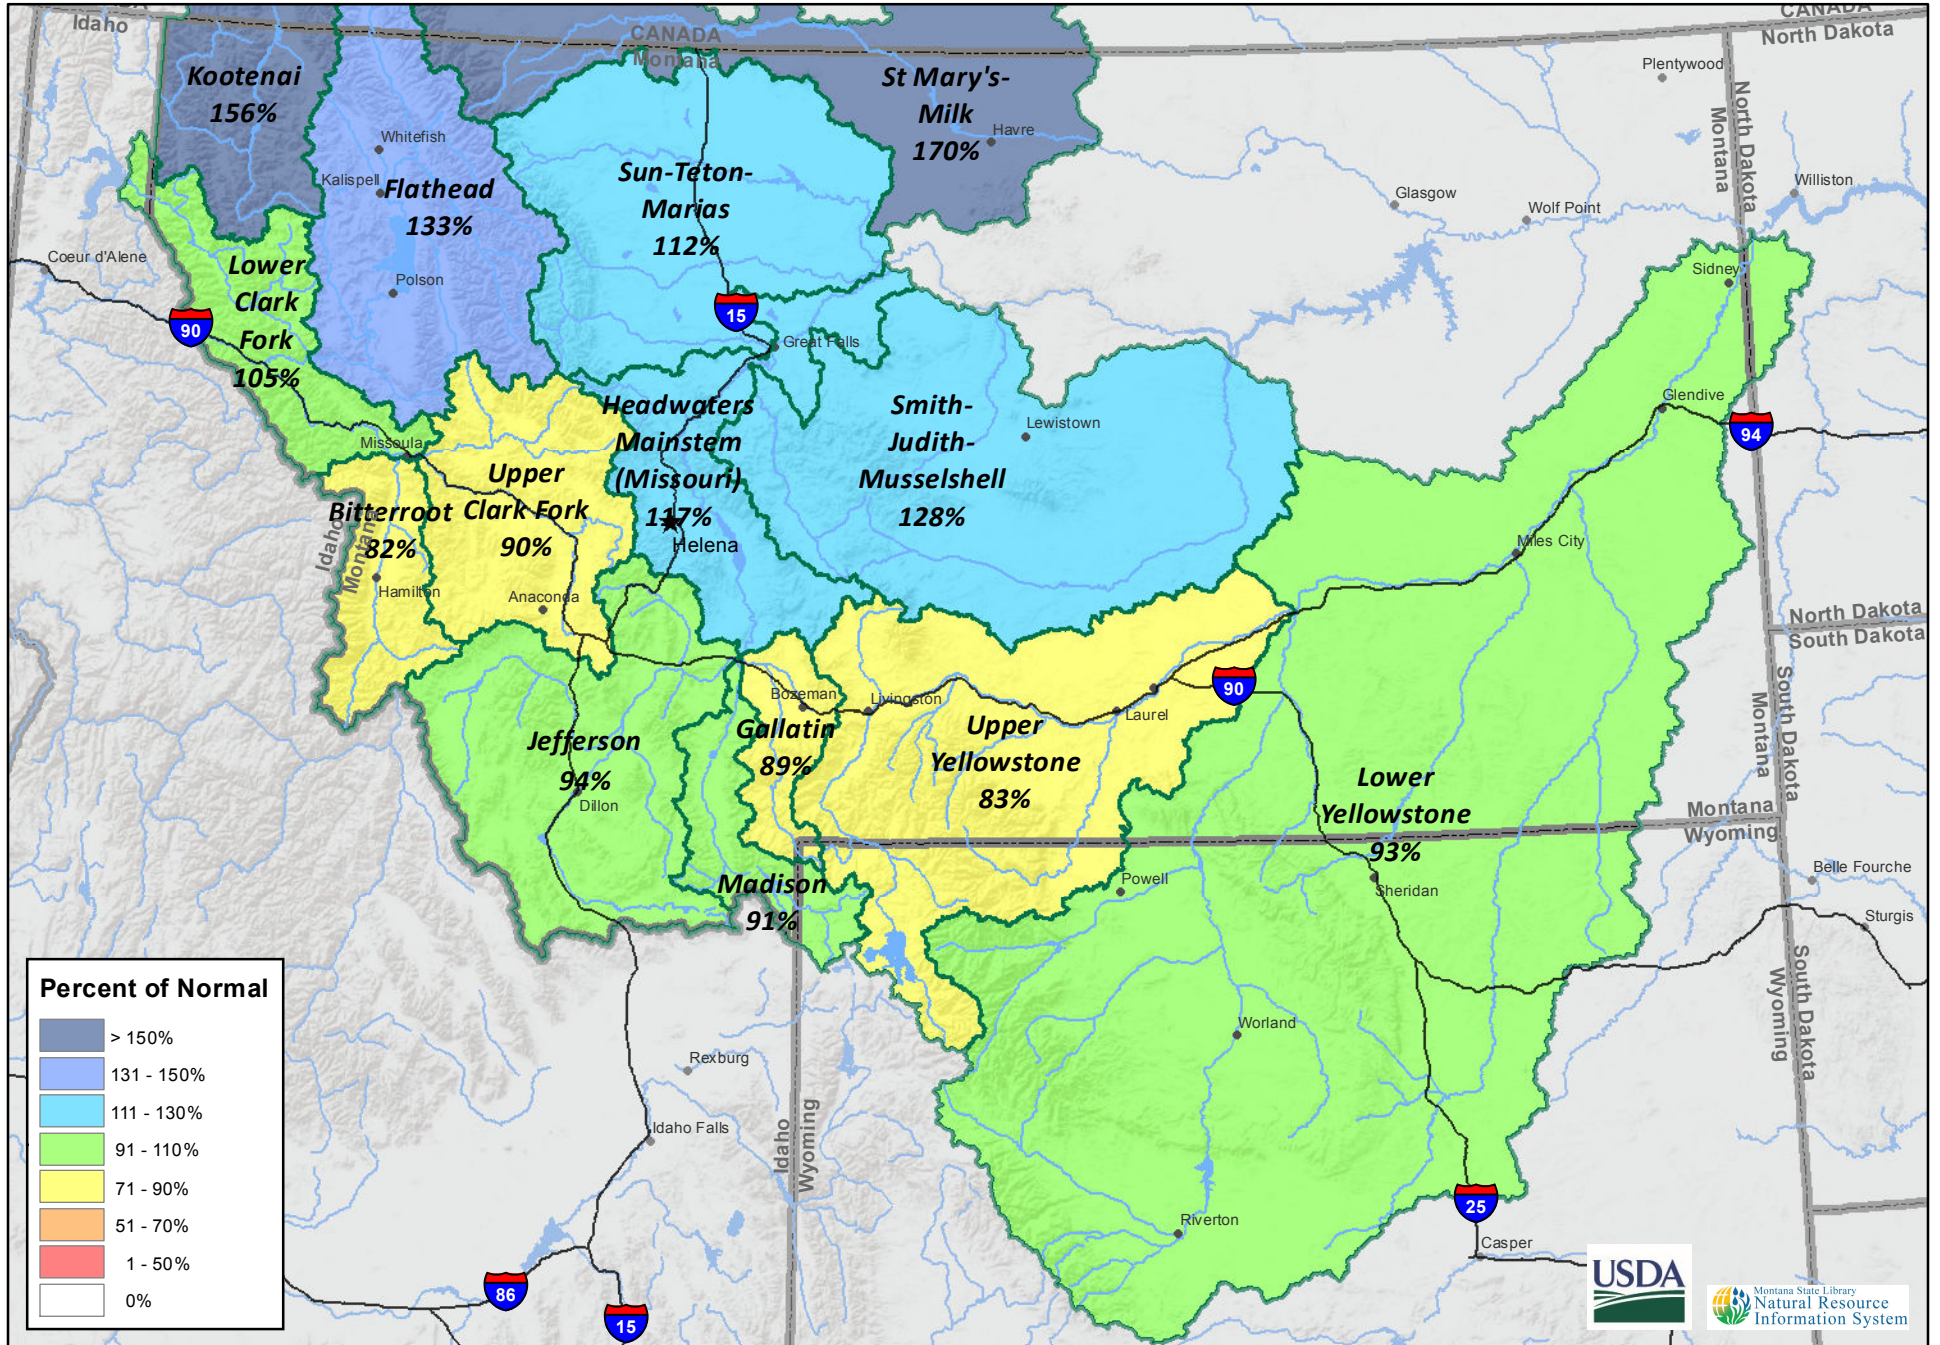 CANADA
Idaho
CANADA
Montana
CANADA
North Dakota
Kootenai
156%
Whitefish
Kalispell
Flathead
133%
Polson
Sun-Teton-
Marias
112%
St Mary's-
Milk
170%
Havre
Plentywood
North Dakota
Montana
Glasgow
Wolf Point
Williston
Coeur d'Alene
90
Lower
Clark
Fork
105%
15
Great Falls
Sidney
Glendive
94
Missoula
Headwaters
Mainstem
(Missouri)
117%
Helena
Smith-
Judith-
Musselshell
128%
Lewistown
Upper
Clark Fork
90%
Anaconda
Bitterroot
82%
Hamilton
Idaho
Montana
Miles City
North Dakota
South Dakota
South Dakota
Montana
Jefferson
94%
Dillon
Bozeman
Gallatin
89%
Livingston
Laurel
90
Upper
Yellowstone
83%
Lower
Yellowstone
93%
Sheridan
Montana
Wyoming
Madison
91%
Powell
Belle Fourche
Sturgis
South Dakota
Wyoming
Worland
Rexburg
Idaho Falls
Idaho
Wyoming
Riverton
25
Casper
86
15
Percent of Normal
> 150%
131 - 150%
111 - 130%
91 - 110%
71 - 90%
51 - 70%
1 - 50%
0%
USDA
Montana State Library
Natural Resource
Information System